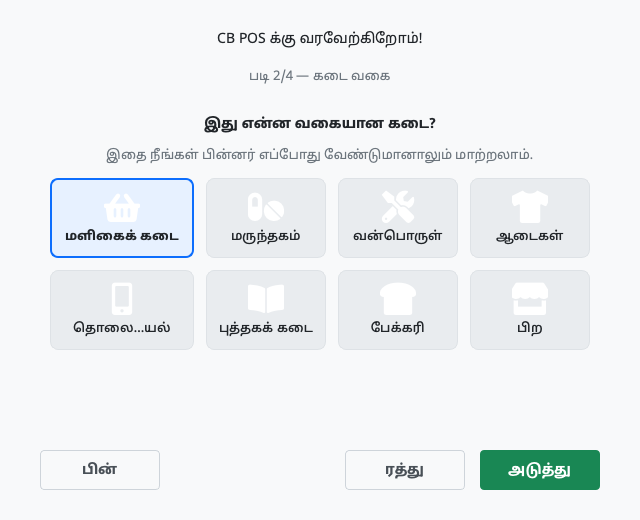 CB POS க்கு வரவேற்கிறோம்!
படி 2/4 — கடை வகை
இது என்ன வகையான கடை?
இதை நீங்கள் பின்னர் எப்போது வேண்டுமானாலும் மாற்றலாம்.
மளிகைக் கடை
மருந்தகம்
வன்பொருள்
ஆடைகள்
தொலை...யல்
புத்தகக் கடை
பேக்கரி
பிற
பின்
ரத்து
அடுத்து